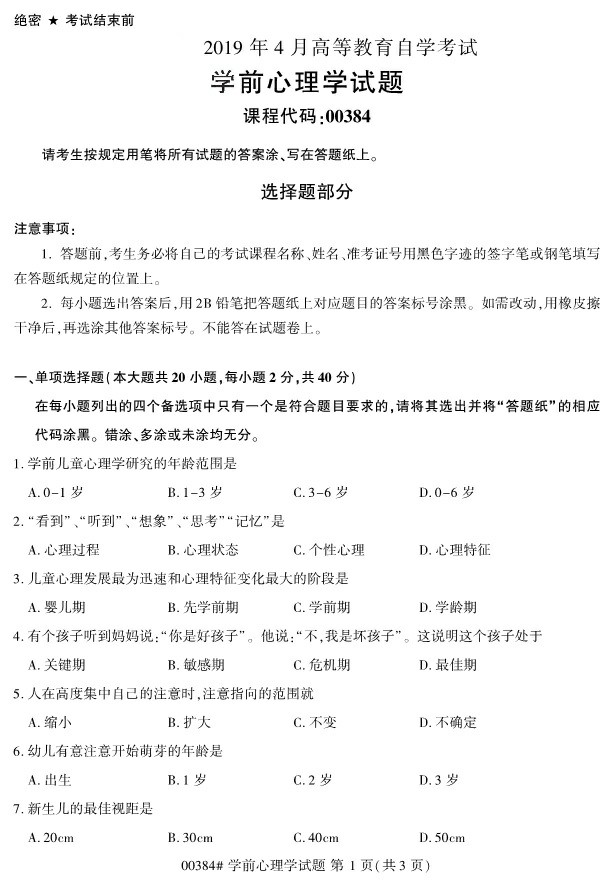 绝密 ★ 考试结束前
2019 年 4 月高等教育自学考试
学前心理学试题
课程代码:00384
请考生按规定用笔将所有试题的答案涂、写在答题纸上。
选择题部分
注意事项:
1. 答题前,考生务必将自己的考试课程名称、姓名、准考证号用黑色字迹的签字笔或钢笔填写
在答题纸规定的位置上。
2. 每小题选出答案后,用 2B 铅笔把答题纸上对应题目的答案标号涂黑。如需改动,用橡皮擦
干净后,再选涂其他答案标号。不能答在试题卷上。
一、单项选择题(本大题共 20 小题,每小题 2 分,共 40 分)
在每小题列出的四个备选项中只有一个是符合题目要求的,请将其选出并将“答题纸”的相应
代码涂黑。错涂、多涂或未涂均无分。
1. 学前儿童心理学研究的年龄范围是
A. 0-1 岁 B. 1-3 岁 C. 3-6 岁 D. 0-6 岁
2. “看到”、“听到”、“想象”、“思考”“记忆”是
A. 心理过程 B. 心理状态 C. 个性心理 D. 心理特征
3. 儿童心理发展最为迅速和心理特征变化最大的阶段是
A. 婴儿期 B. 先学前期 C. 学前期 D. 学龄期
4. 有个孩子听到妈妈说:“你是好孩子”。他说:“不,我是坏孩子”。这说明这个孩子处于
A. 关键期 B. 敏感期 C. 危机期 D. 最佳期
5. 人在高度集中自己的注意时,注意指向的范围就
A. 缩小 B. 扩大 C. 不变 D. 不确定
6. 幼儿有意注意开始萌芽的年龄是
A. 出生 B. 1 岁 C. 2 岁 D. 3 岁
7. 新生儿的最佳视距是
A. 20cm B. 30cm C. 40cm D. 50cm
00384# 学前心理学试题 第 1 页(共 3 页)